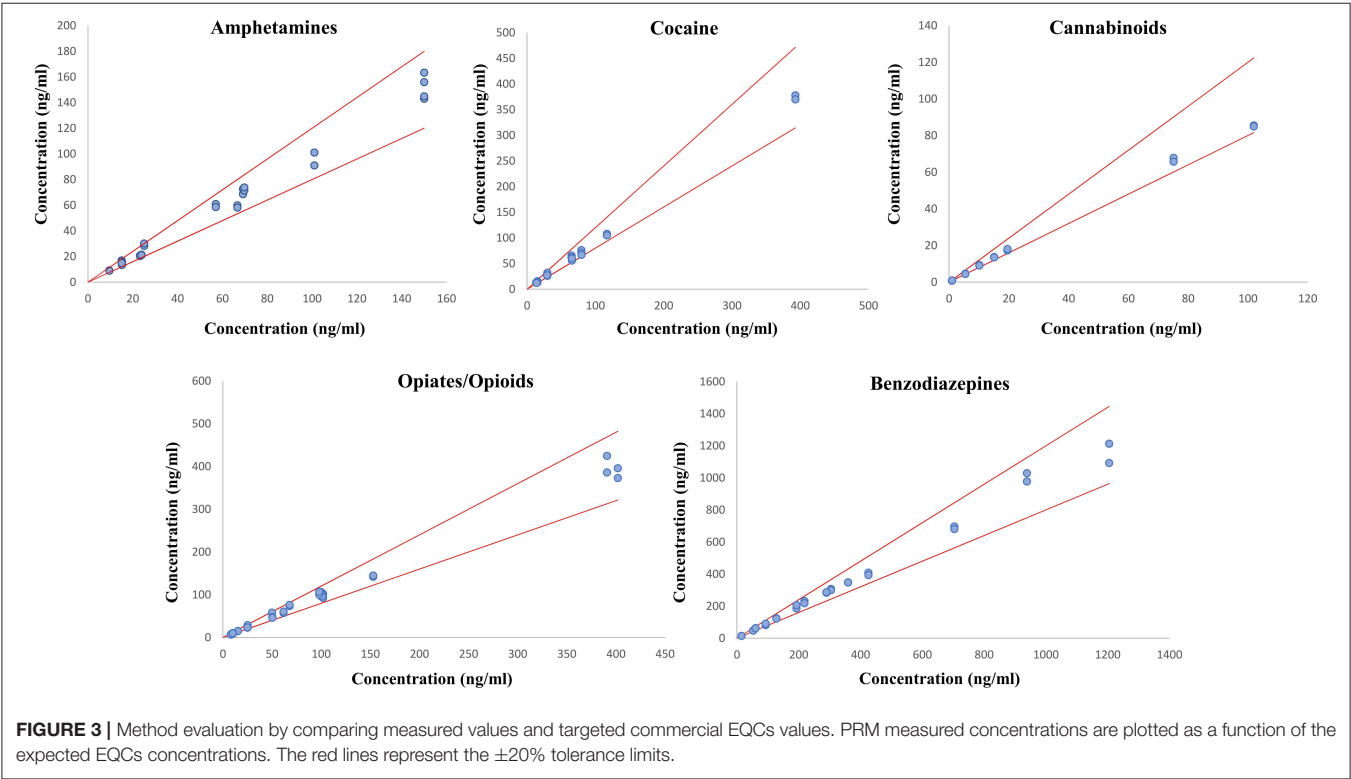 Amphetamines
200
180
160
140
120
100
80
60
40
20
0
0 20 40 60 80 100 120 140 160
Concentration (ng/ml)
Concentration (ng/ml)
Cocaine
500
450
400
350
300
250
200
150
100
50
0
0 100 200 300 400 500
Concentration (ng/ml)
Concentration (ng/ml)
Cannabinoids
140
120
100
80
60
40
20
0
0 20 40 60 80 100 120
Concentration (ng/ml)
Concentration (ng/ml)
Opiates/Opioids
600
500
400
300
200
100
0
0 50 100 150 200 250 300 350 400 450
Concentration (ng/ml)
Concentration (ng/ml)
Benzodiazepines
1600
1400
1200
1000
800
600
400
200
0
0 200 400 600 800 1000 1200 1400
Concentration (ng/ml)
Concentration (ng/ml)
FIGURE 3 | Method evaluation by comparing measured values and targeted commercial EQCs values. PRM measured concentrations are plotted as a function of the
expected EQCs concentrations. The red lines represent the ±20% tolerance limits.